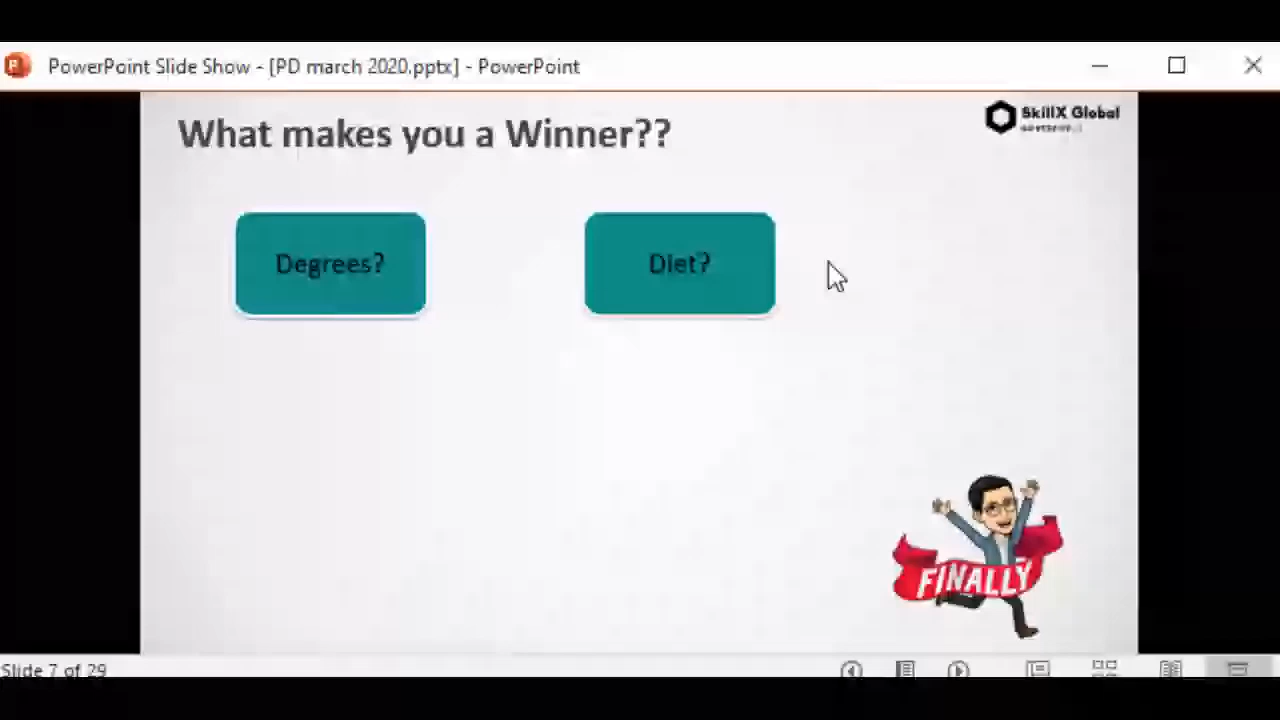 PowerPoint Slide Show - [PD march 2020.pptx] - PowerPoint
What makes you a Winner??
SkillX Global
Degrees?
Diet?
FINALLY
Slide 7 of 29